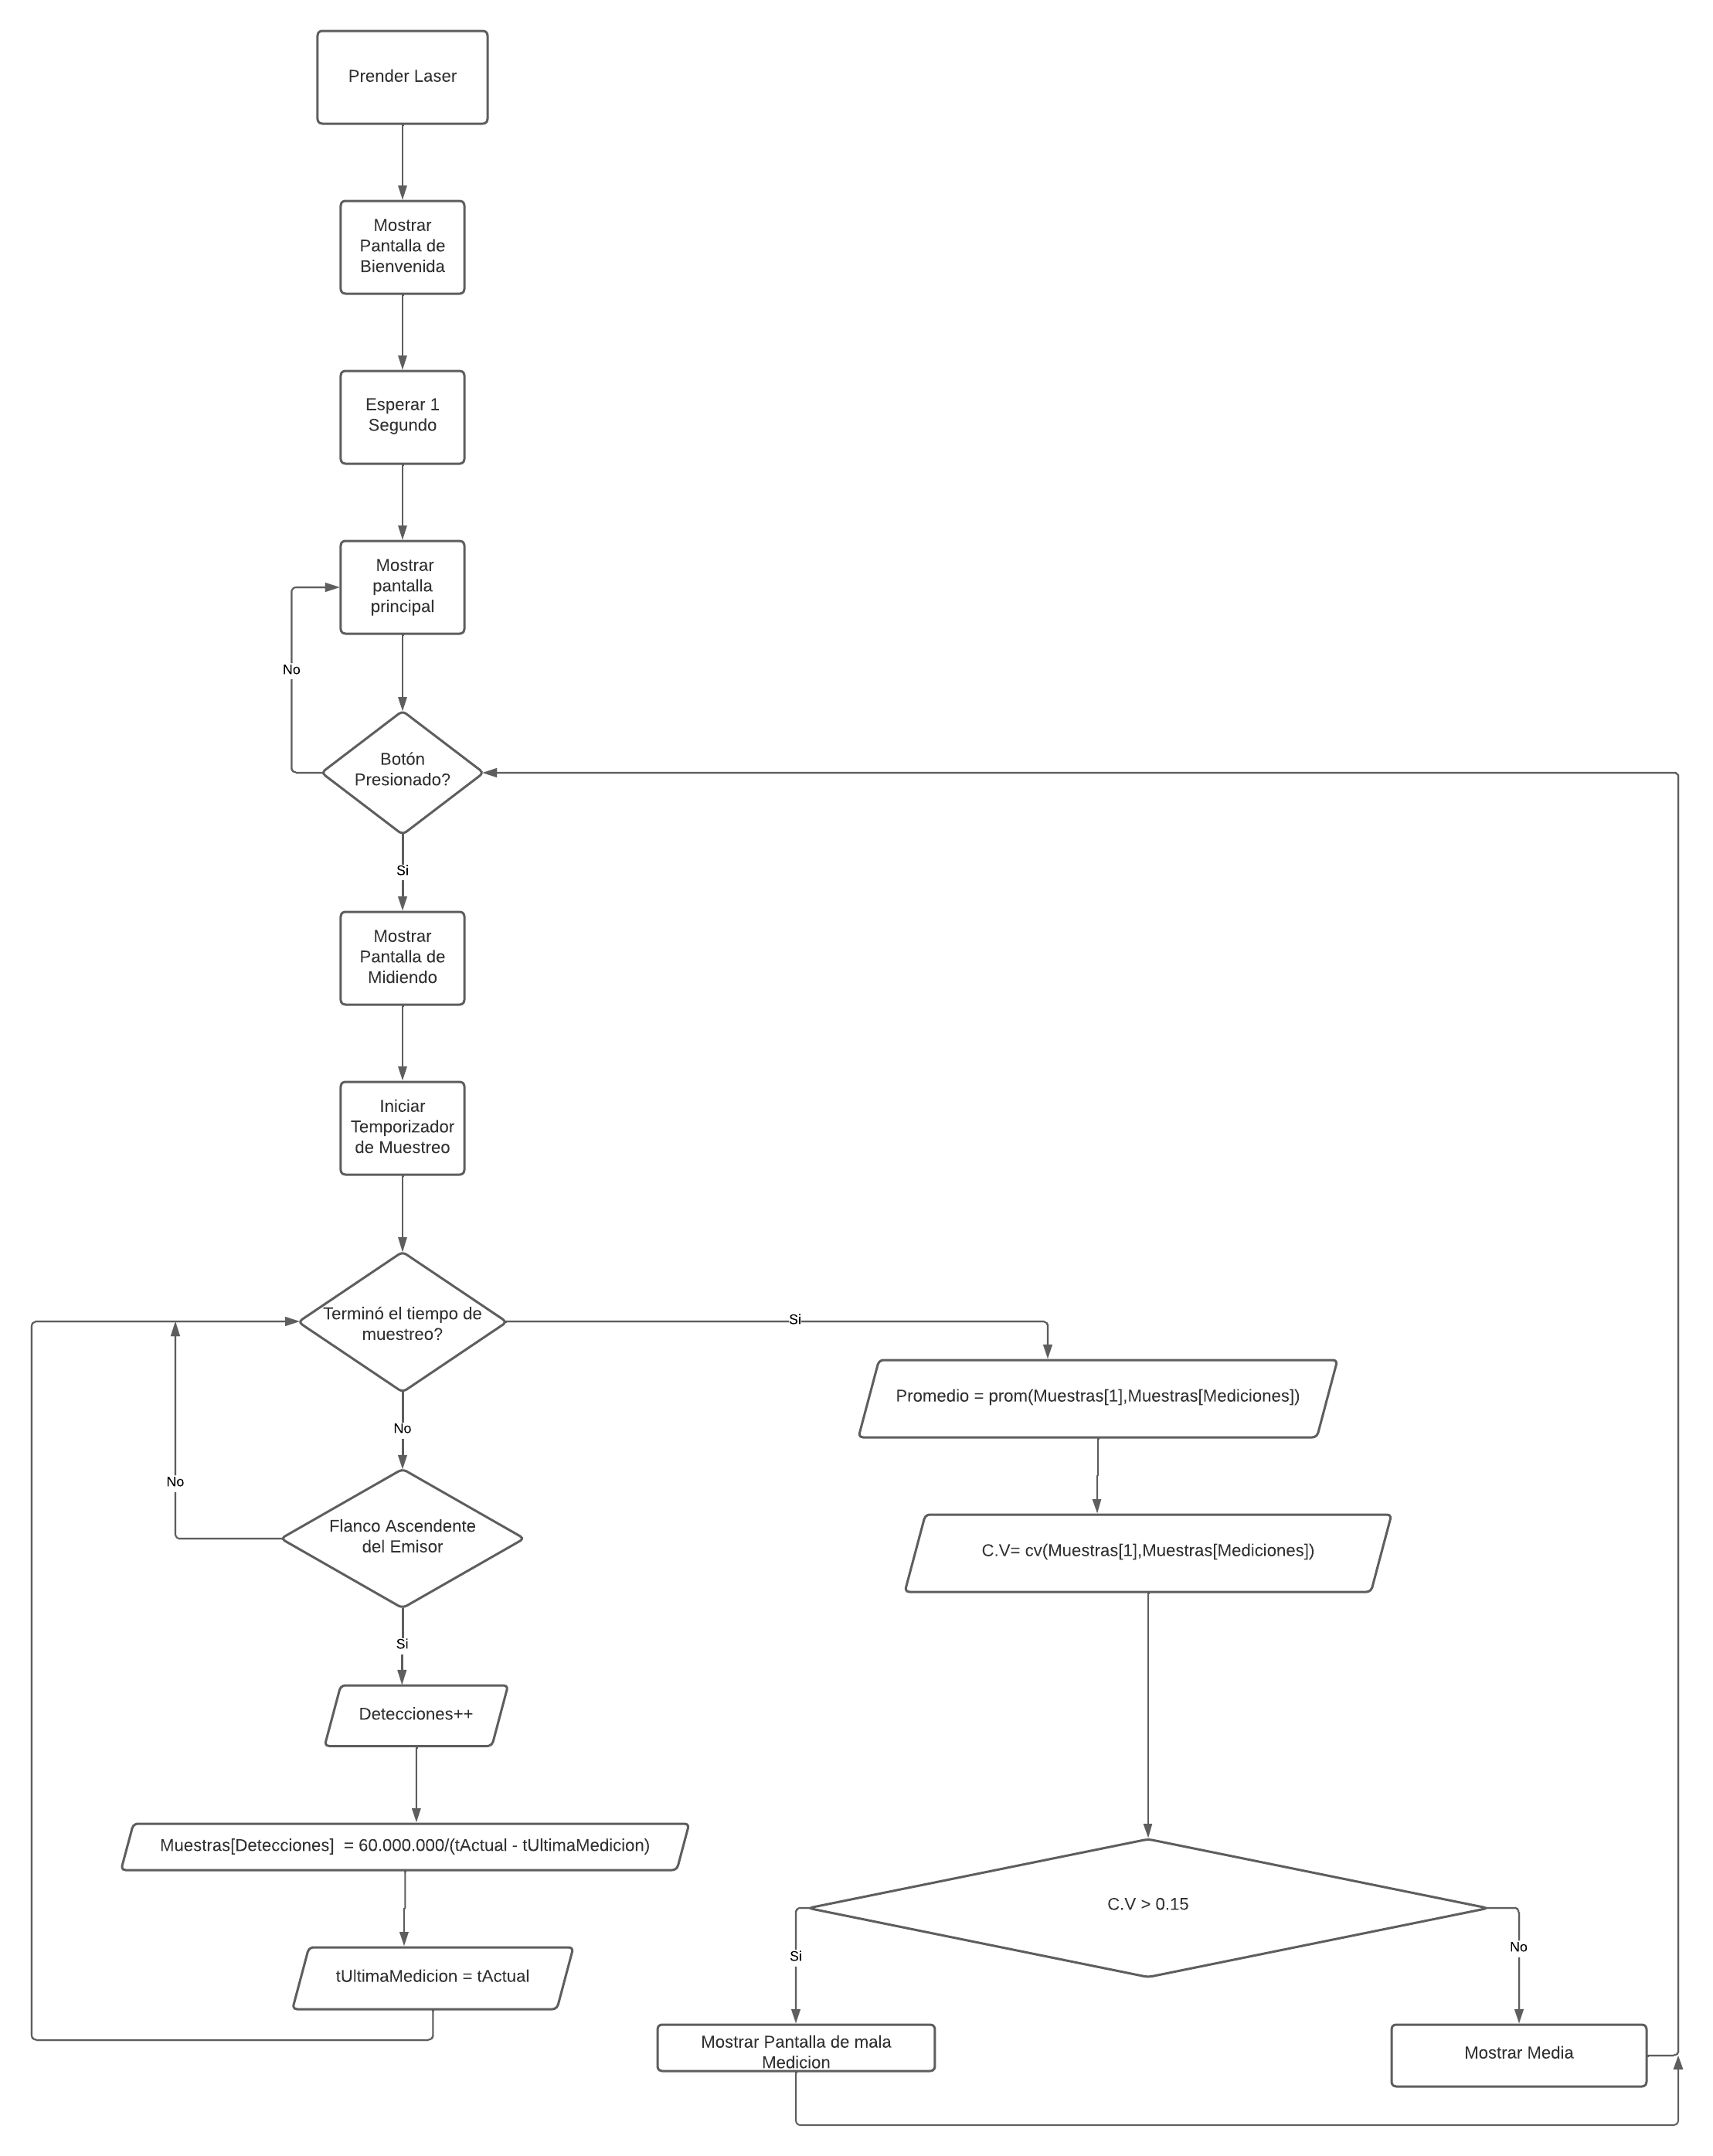 Prender Laser
Mostrar
Pantalla de
Bienvenida
Esperar 1
Segundo
Mostrar
pantalla
principal
No
Botón
Presionado?
Si
Mostrar
Pantalla de
Midiendo
Iniciar
Temporizador
de Muestreo
Terminó el tiempo de
muestreo?
Si
No
Flanco Ascendente
del Emisor
No
Si
Detecciones++
Muestras[Detecciones]  = 60.000.000/(tActual - tUltimaMedicion)
tUltimaMedicion = tActual
Promedio = prom(Muestras[1],Muestras[Mediciones])
C.V= cv(Muestras[1],Muestras[Mediciones])
C.V > 0.15
Si
No
Mostrar Pantalla de mala
Medicion
Mostrar Media